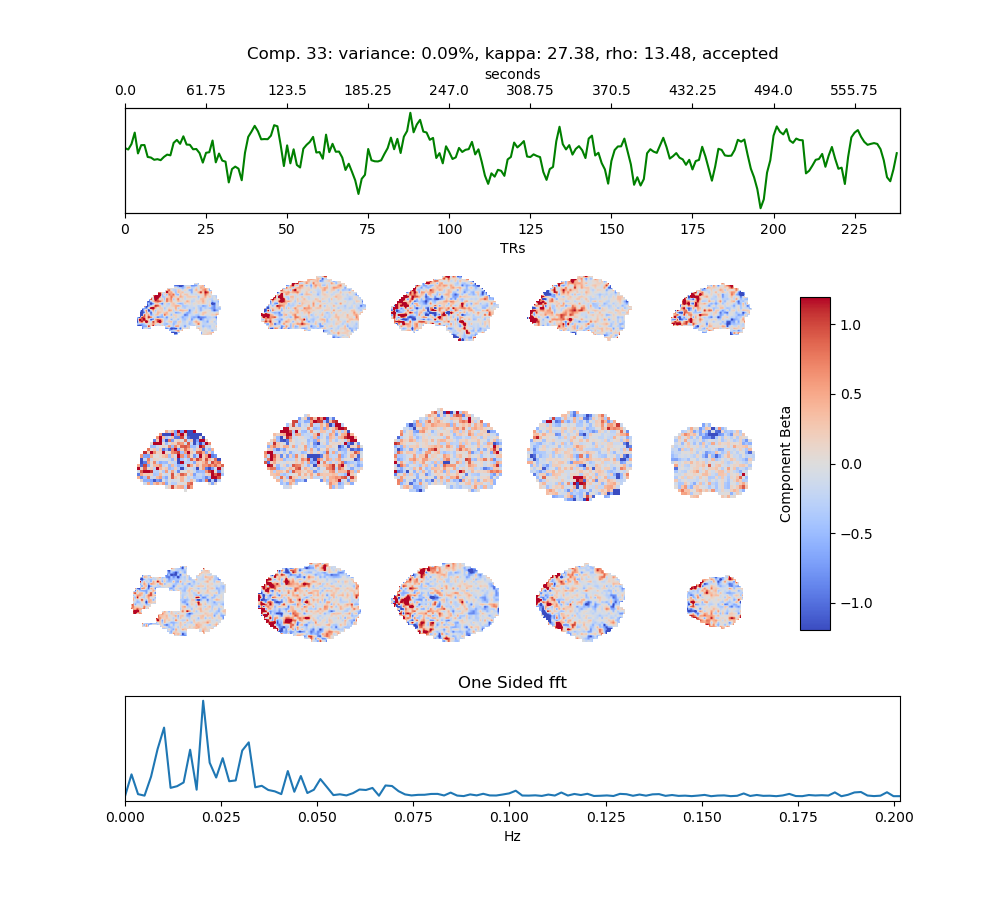 Comp. 33: variance: 0.09%, kappa: 27.38, rho: 13.48, accepted
seconds
0.0 61.75 123.5 185.25 247.0 308.75 370.5 432.25 494.0 555.75
0 25 50 75 100 125 150 175 200 225
TRs
1.0
0.5
0.0
−0.5
−1.0
Component Beta
One Sided fft
0.000 0.025 0.050 0.075 0.100 0.125 0.150 0.175 0.200
Hz